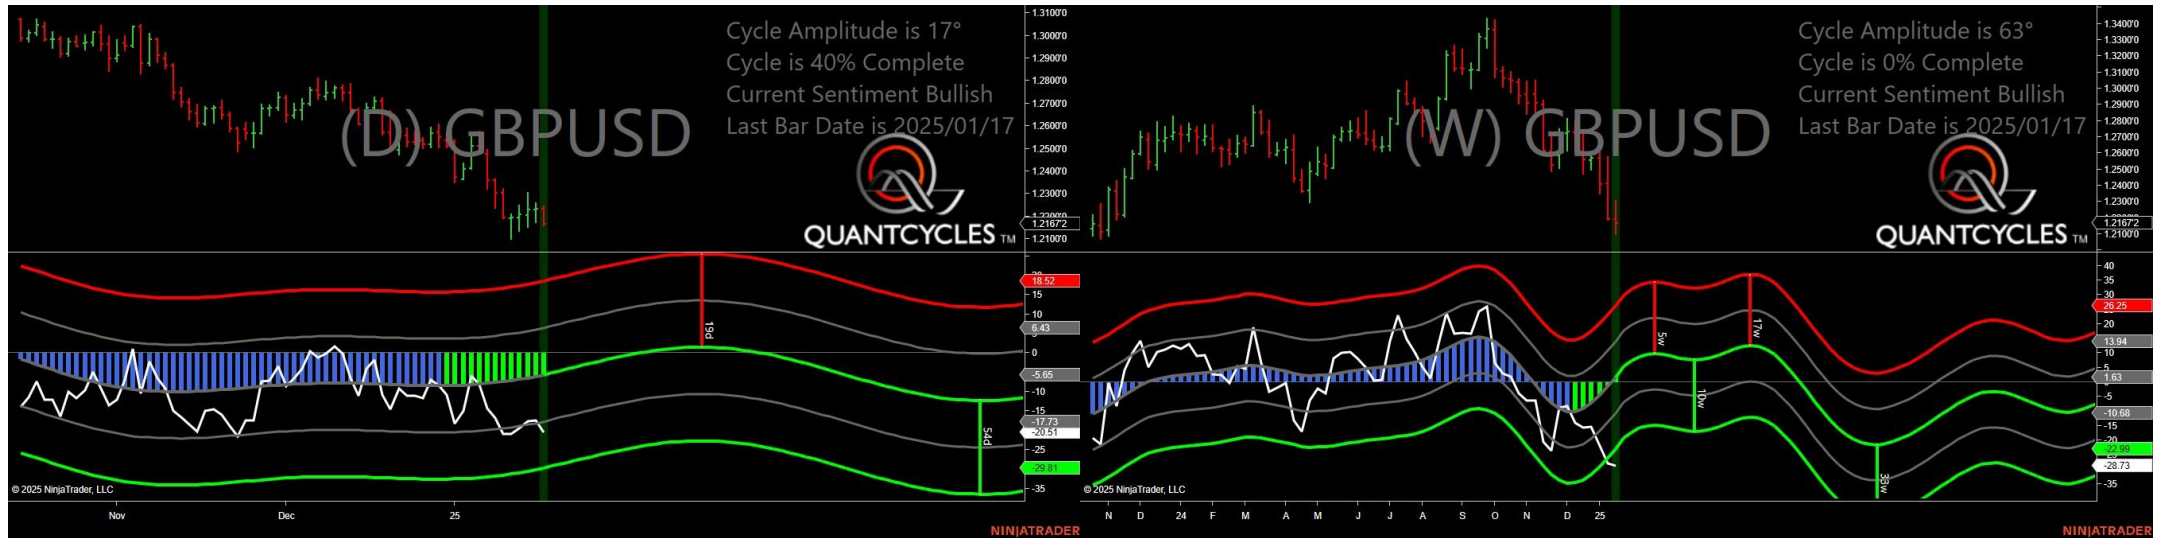 (D) GBPUSD
Cycle Amplitude is 17°
Cycle is 40% Complete
Current Sentiment Bullish
Last Bar Date is 2025/01/17
QUANTCYCLES TM
1.3100'0
1.3000'0
1.2900'0
1.2800'0
1.2700'0
1.2600'0
1.2500'0
1.2400'0
1.2300'0
1.2167'2
1.2100'0
18.52
15
10
6.43
0
-5.65
-10
-15
-17.73
-20.51
-25
-29.81
-35
19d
54d
© 2025 NinjaTrader, LLC
Nov
Dec
25
NINJATRADER
(W) GBPUSD
Cycle Amplitude is 63°
Cycle is 0% Complete
Current Sentiment Bullish
Last Bar Date is 2025/01/17
QUANTCYCLES TM
1.3400'0
1.3300'0
1.3100'0
1.3000'0
1.2900'0
1.2800'0
1.2700'0
1.2600'0
1.2500'0
1.2400'0
1.2300'0
1.2167'2
1.2100'0
40
35
30
26.25
20
13.94
10
5
1.63
-5
-10.68
-15
-20
-22.99
-28.73
-35
5w
10w
17w
33w
© 2025 NinjaTrader, LLC
N D 24 F M A M J J A S O N D 25
NINJATRADER